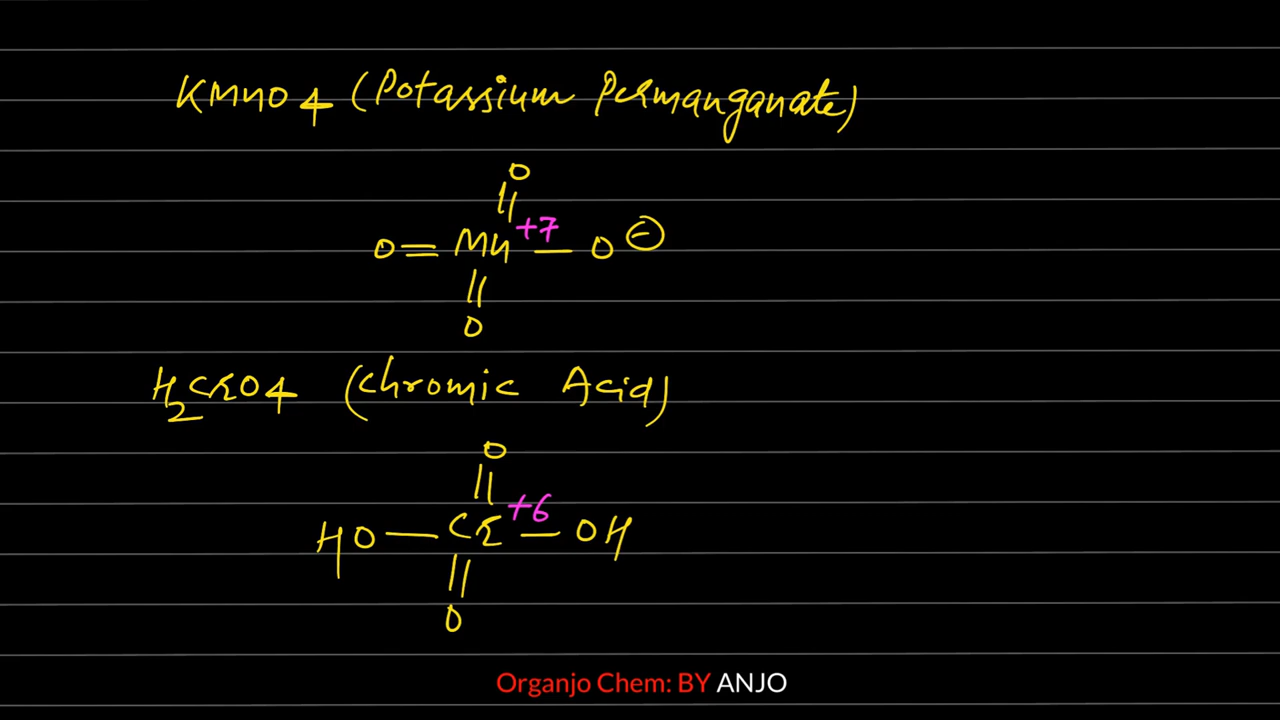 KMnO4 (Potassium Permanganate)
O
||
O=Mn+7—O⊖
||
O
H2CrO4 (Chromic Acid)
O
||
HO—Cr+6—OH
||
O
Organjo Chem: BY ANJO